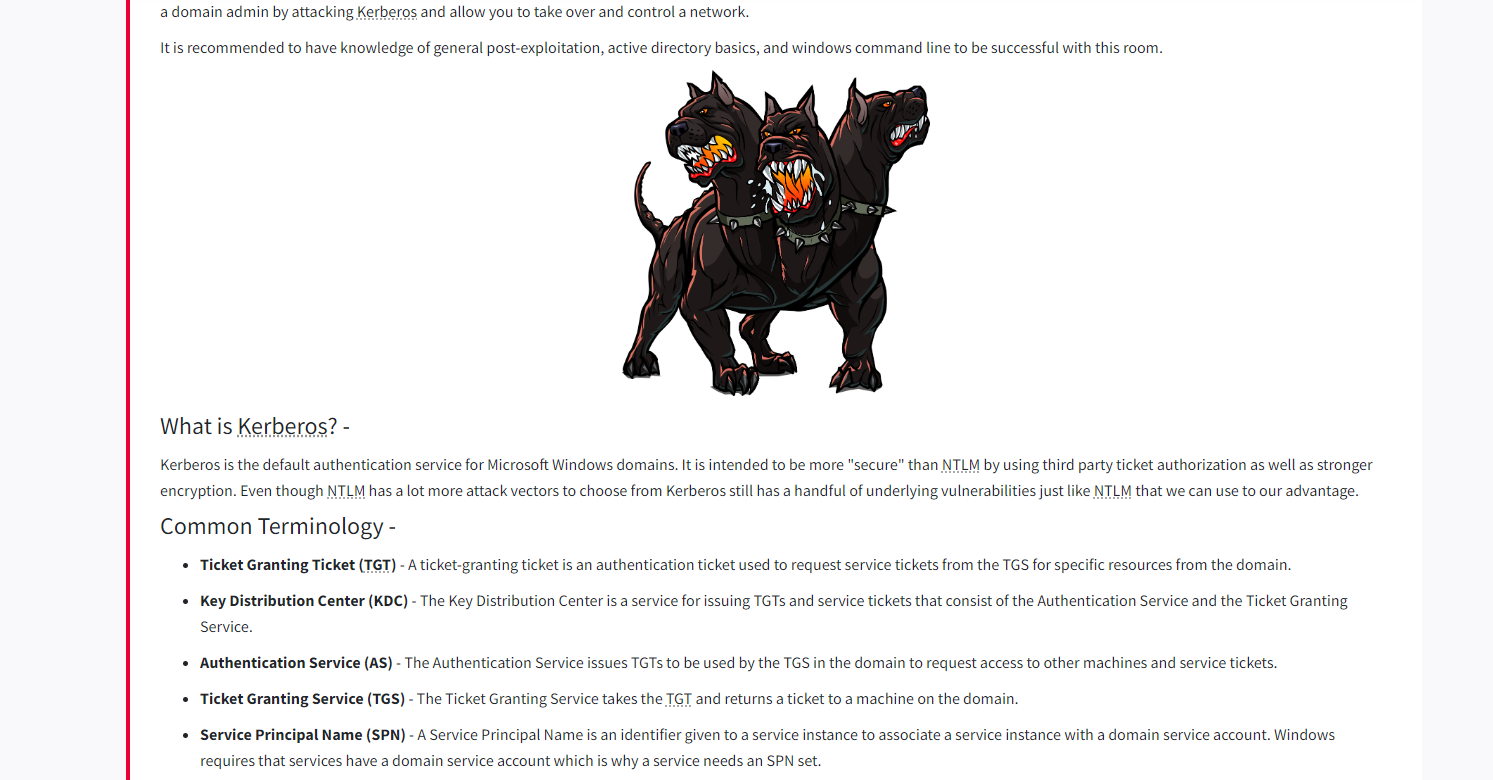 a domain admin by attacking Kerberos and allow you to take over and control a network.
It is recommended to have knowledge of general post-exploitation, active directory basics, and windows command line to be successful with this room.
What is Kerberos? -
Kerberos is the default authentication service for Microsoft Windows domains. It is intended to be more "secure" than NTLM by using third party ticket authorization as well as stronger
encryption. Even though NTLM has a lot more attack vectors to choose from Kerberos still has a handful of underlying vulnerabilities just like NTLM that we can use to our advantage.
Common Terminology -
• Ticket Granting Ticket (TGT) - A ticket-granting ticket is an authentication ticket used to request service tickets from the TGS for specific resources from the domain.
• Key Distribution Center (KDC) - The Key Distribution Center is a service for issuing TGTs and service tickets that consist of the Authentication Service and the Ticket Granting
Service.
• Authentication Service (AS) - The Authentication Service issues TGTs to be used by the TGS in the domain to request access to other machines and service tickets.
• Ticket Granting Service (TGS) - The Ticket Granting Service takes the TGT and returns a ticket to a machine on the domain.
• Service Principal Name (SPN) - A Service Principal Name is an identifier given to a service instance to associate a service instance with a domain service account. Windows
requires that services have a domain service account which is why a service needs an SPN set.